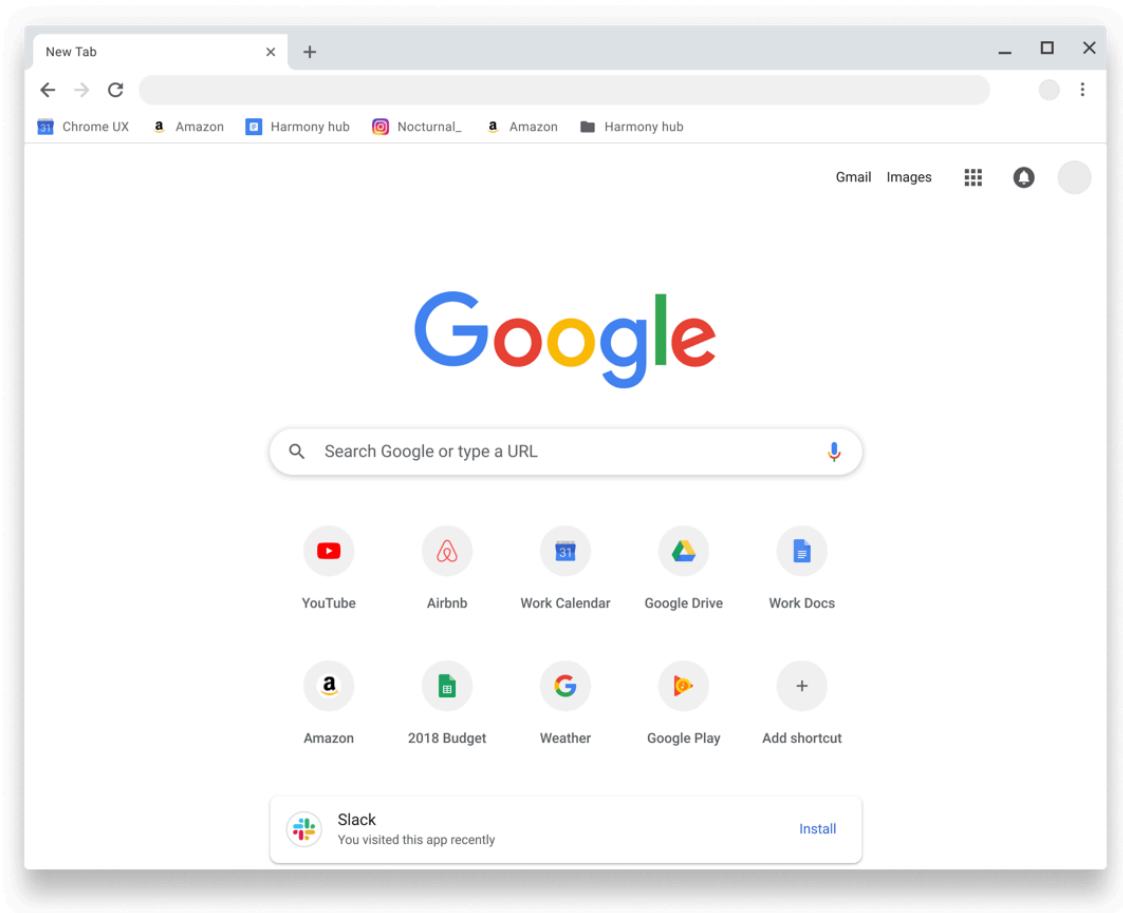 New Tab
31 Chrome UX a Amazon Harmony hub Nocturnal_ a Amazon Harmony hub
Gmail Images
Google
Search Google or type a URL
31
YouTube Airbnb Work Calendar Google Drive Work Docs
a G
Amazon 2018 Budget Weather Google Play Add shortcut
Slack
You visited this app recently
Install